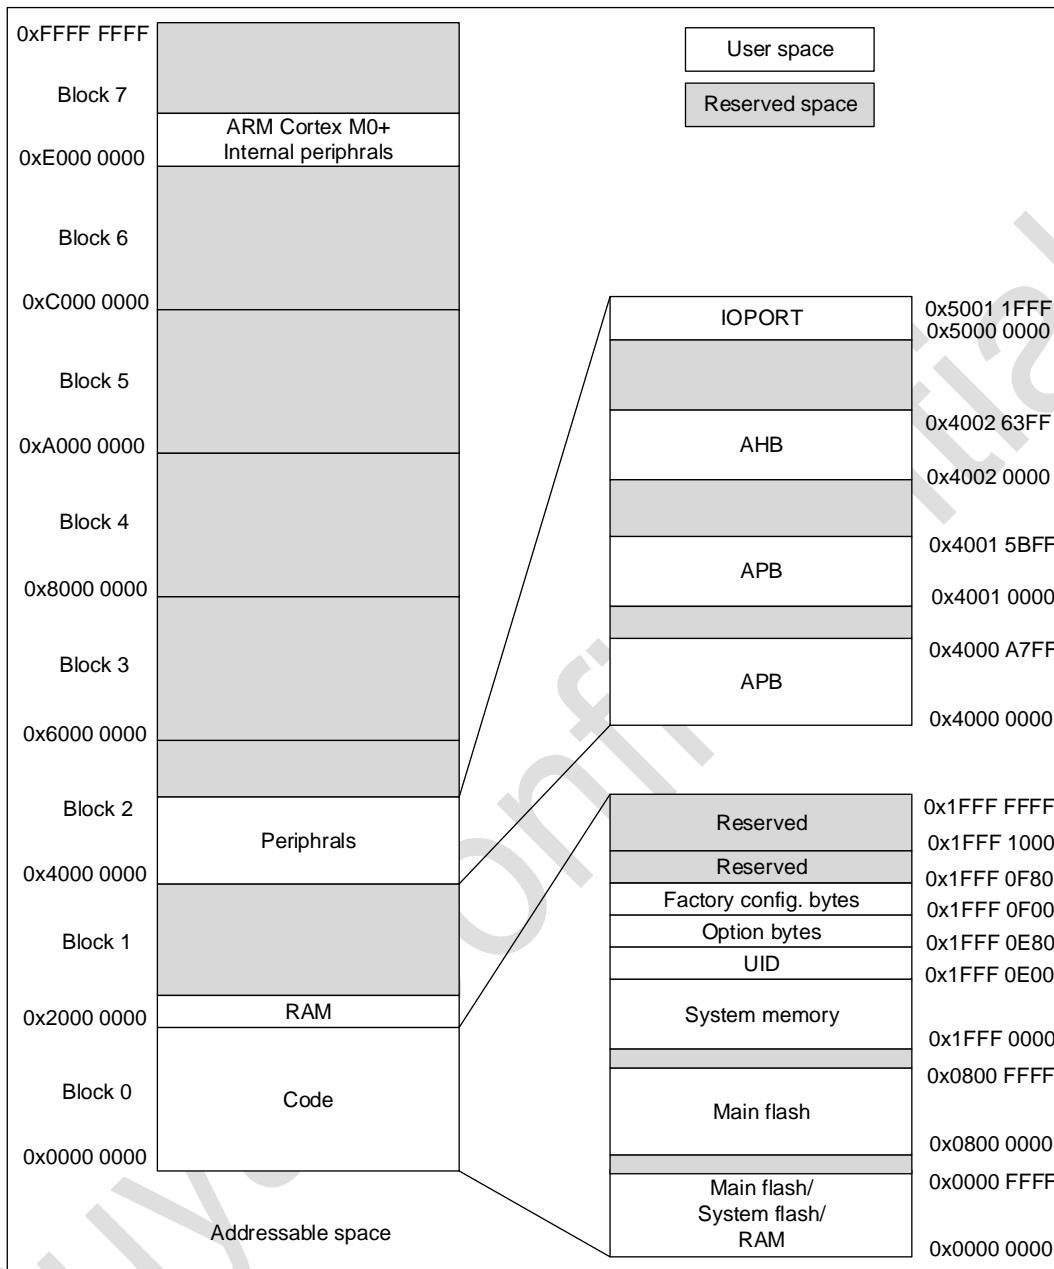 0xFFFF FFFF
Block 7
ARM Cortex M0+
Internal periphrals
0xE000 0000
Block 6
0xC000 0000
Block 5
0xA000 0000
Block 4
0x8000 0000
Block 3
0x6000 0000
Block 2
Periphrals
0x4000 0000
Block 1
RAM
0x2000 0000
Block 0
Code
0x0000 0000
Addressable space
User space
Reserved space
IOPORT
0x5001 1FFF
0x5000 0000
0x4002 63FF
AHB
0x4002 0000
0x4001 5BFF
APB
0x4001 0000
0x4000 A7FF
APB
0x4000 0000
0x1FFF FFFF
Reserved
0x1FFF 1000
Reserved
0x1FFF 0F80
Factory config. bytes
0x1FFF 0F00
Option bytes
0x1FFF 0E80
UID
0x1FFF 0E00
System memory
0x1FFF 0000
0x0800 FFFF
Main flash
0x0800 0000
0x0000 FFFF
Main flash/
System flash/
RAM
0x0000 0000